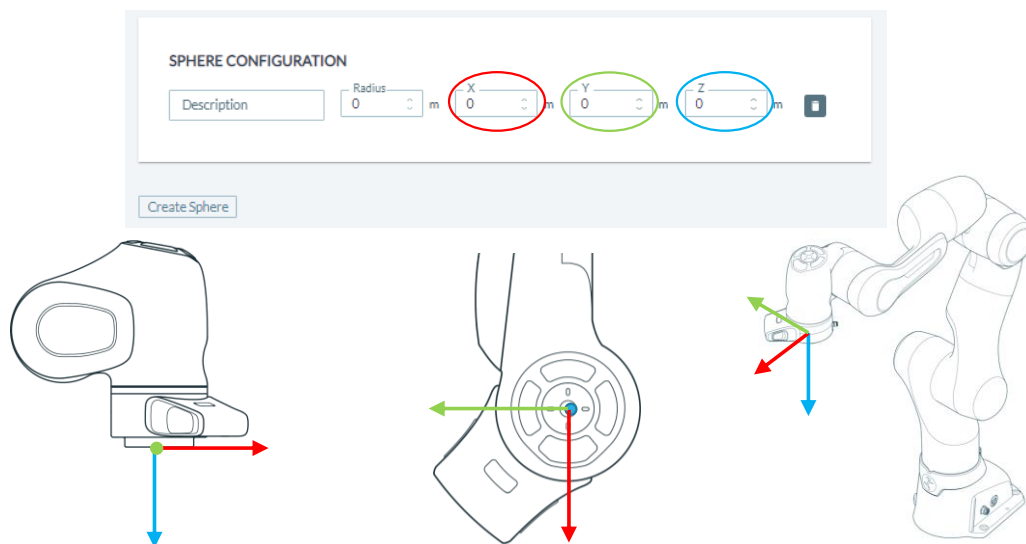 SPHERE CONFIGURATION
Description
Radius
0
m
X
0
m
Y
0
m
Z
0
m
Create Sphere